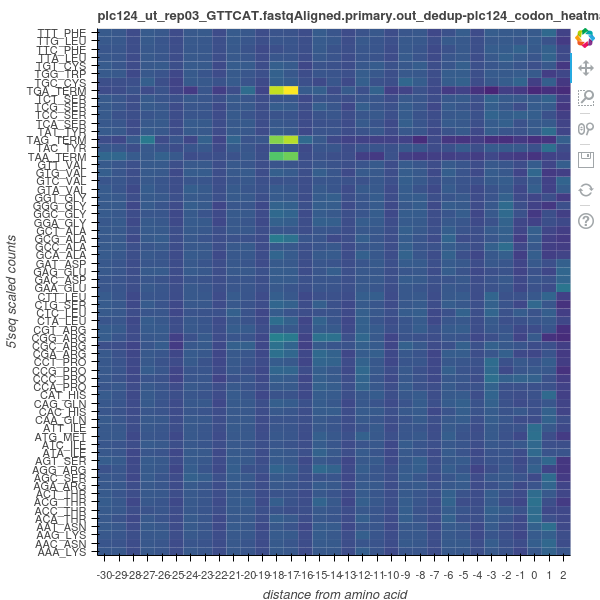 plc124_ut_rep03_GTTCAT.fastqAligned.primary.out_dedup-plc124_codon_heatma
TTT_PHE
TTG_LEU
TTC_PHE
TTA_LEU
TGT_CYS
TGG_TRP
TGC_CYS
TGA_TERM
TCT_SER
TCG_SER
TCC_SER
TCA_SER
TAT_TYR
TAG_TERM
TAC_TYR
TAA_TERM
GTT_VAL
GTG_VAL
GTC_VAL
GTA_VAL
GGT_GLY
GGG_GLY
GGC_GLY
GGA_GLY
GCT_ALA
GCG_ALA
GCC_ALA
GCA_ALA
GAT_ASP
GAG_GLU
GAC_ASP
GAA_GLU
CTT_LEU
CTG_SER
CTC_LEU
CTA_LEU
CGT_ARG
CGG_ARG
CGC_ARG
CGA_ARG
CCT_PRO
CCG_PRO
CCC_PRO
CCA_PRO
CAT_HIS
CAG_GLN
CAC_HIS
CAA_GLN
ATT_ILE
ATG_MET
ATC_ILE
ATA_ILE
AGT_SER
AGG_ARG
AGC_SER
AGA_ARG
ACT_THR
ACG_THR
ACC_THR
ACA_THR
AAT_ASN
AAG_LYS
AAC_ASN
AAA_LYS
5'seq scaled counts
-30-29-28-27-26-25-24-23-22-21-20-19-18-17-16-15-14-13-12-11-10-9 -8 -7 -6 -5 -4 -3 -2 -1 0 1 2
distance from amino acid